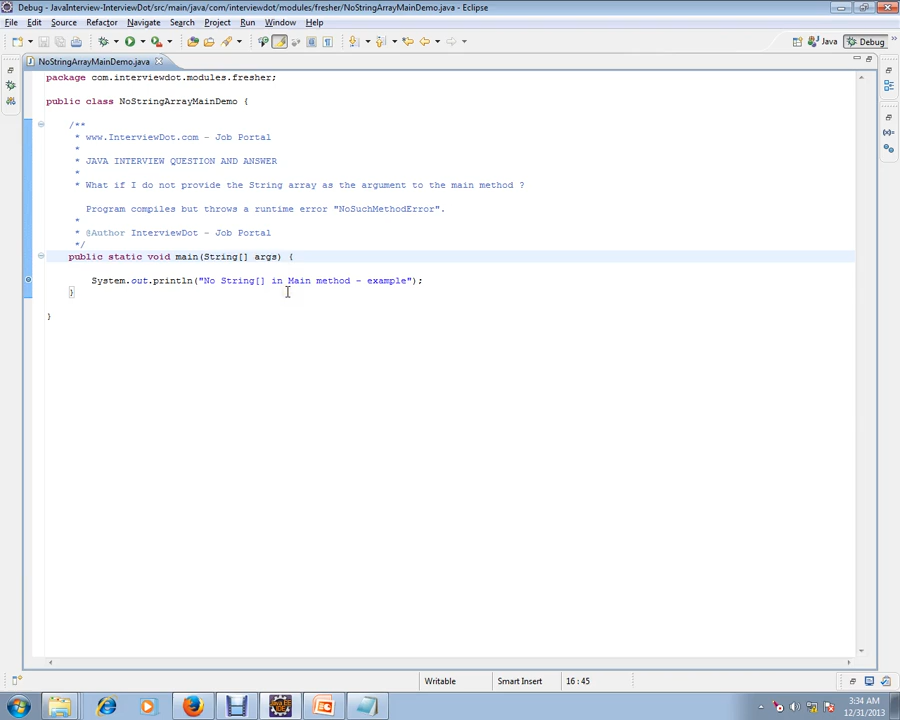 Debug - JavaInterview-InterviewDot/src/main/java/com/interviewdot/modules/fresher/NoStringArrayMainDemo.java - Eclipse
File Edit Source Refactor Navigate Search Project Run Window Help
Java Debug
NoStringArrayMainDemo.java
package com.interviewdot.modules.fresher;
public class NoStringArrayMainDemo {
/**
* www.InterviewDot.com - Job Portal
*
* JAVA INTERVIEW QUESTION AND ANSWER
*
* What if I do not provide the String array as the argument to the main method ?
Program compiles but throws a runtime error "NoSuchMethodError".
*
* @Author InterviewDot - Job Portal
*/
public static void main(String[] args) {
System.out.println("No String[] in Main method - example");
}
}
Writable Smart Insert 16 : 45
3:34 AM
12/31/2013